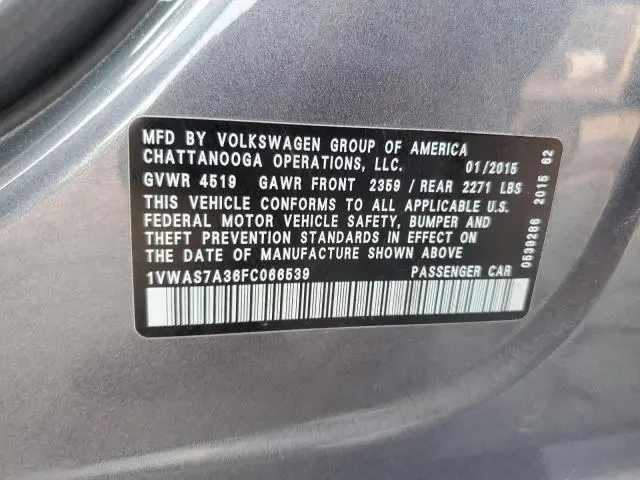 MFD BY VOLKSWAGEN GROUP OF AMERICA
CHATTANOOGA OPERATIONS, LLC. 01/2015
GVWR 4519 GAWR FRONT 2359 / REAR 2271 LBS
THIS VEHICLE CONFORMS TO ALL APPLICABLE U.S.
FEDERAL MOTOR VEHICLE SAFETY, BUMPER AND
THEFT PREVENTION STANDARDS IN EFFECT ON
THE DATE OF MANUFACTURE SHOWN ABOVE
1VWAS7A36FC066539 PASSENGER CAR
0539286 2015 62